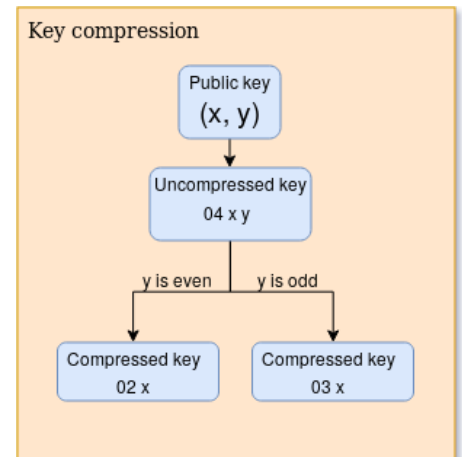 Key compression
Public key
(x, y)
Uncompressed key
04 x y
y is even
y is odd
Compressed key
02 x
Compressed key
03 x